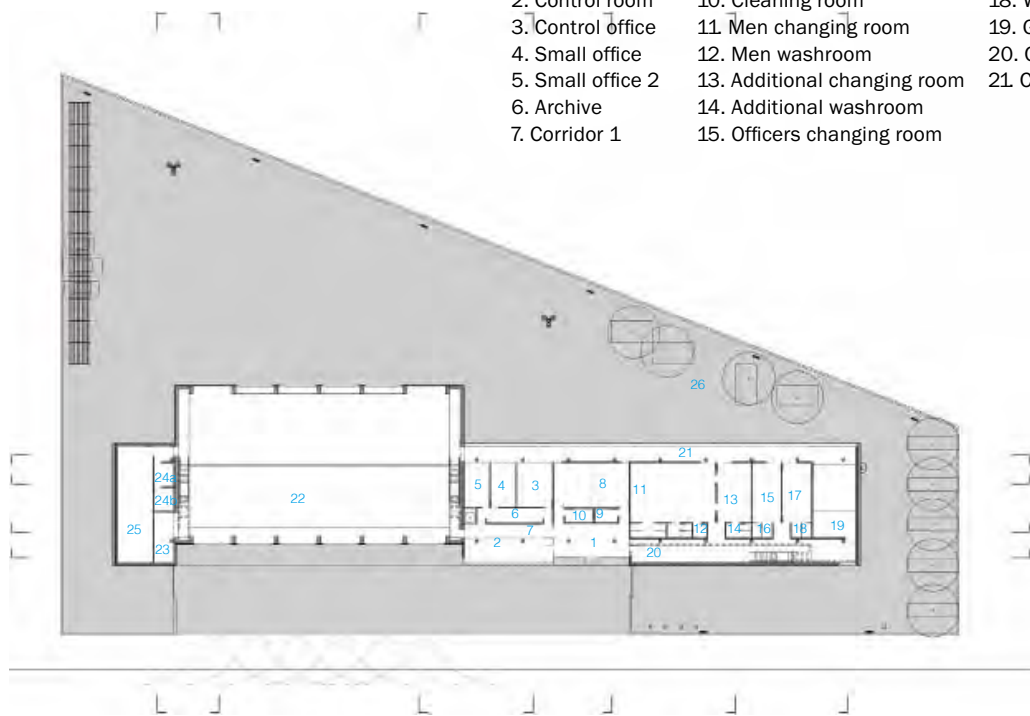 2. Control room
3. Control office
4. Small office
5. Small office 2
6. Archive
7. Corridor 1
10. Cleaning room
11. Men changing room
12. Men washroom
13. Additional changing room
14. Additional washroom
15. Officers changing room
18.
19.
20.
21.
26
21
24a
24b
22
25
23
5
4
3
8
6
7
2
10
9
1
11
13
15
17
12
14
16
18
19
20